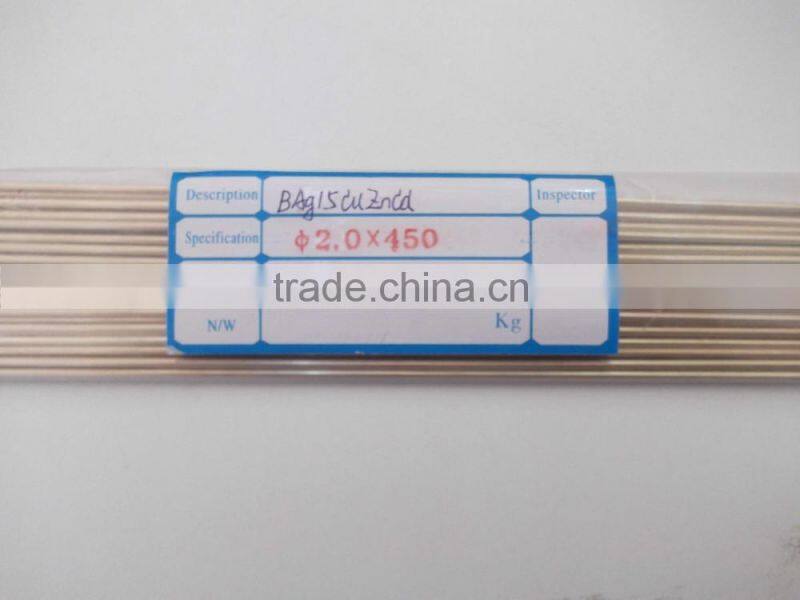 Description BAg15CuZnCd Inspector
Specification ϕ2.0×450
trade.china.cn
N/W Kg